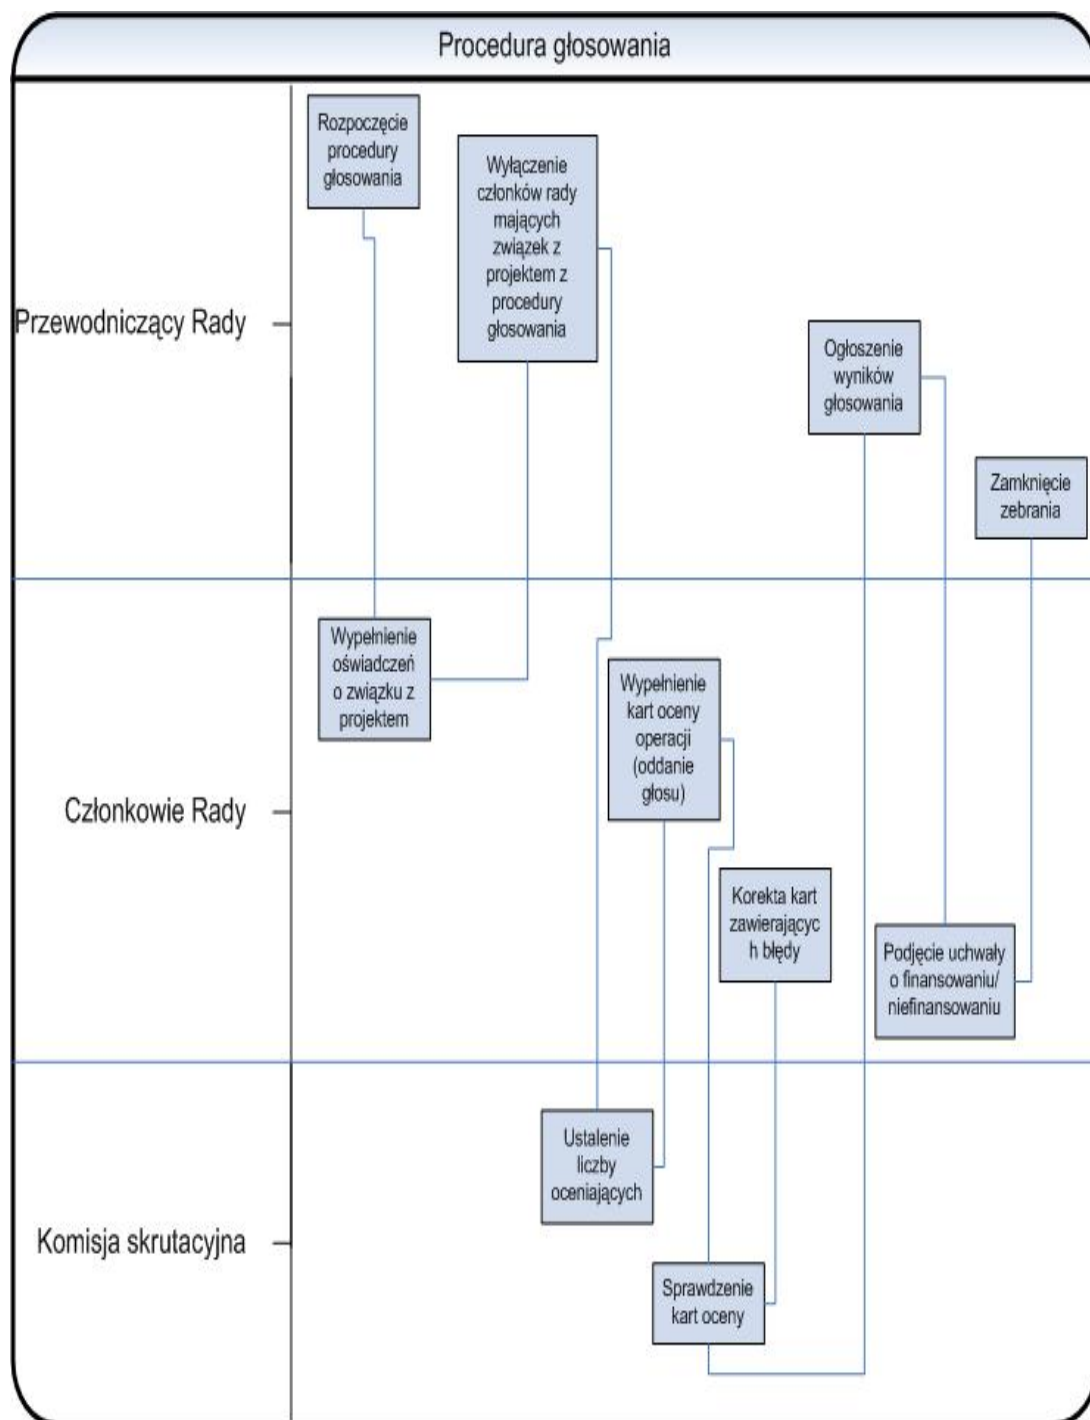 Procedura głosowania
Rozpoczęcie
procedury
głosowania
Wyłączenie
członków rady
mających
związek z
projektem z
procedury
głosowania
Przewodniczący Rady
Ogłoszenie
wyników
głosowania
Zamknięcie
zebrania
Wypełnienie
oświadczeń
o związku z
projektem
Wypełnienie
kart oceny
operacji
(oddanie
głosu)
Członkowie Rady
Korekta kart
zawierającyc
h błędy
Podjęcie uchwały
o finansowaniu/
niefinansowaniu
Ustalenie
liczby
oceniających
Komisja skrutacyjna
Sprawdzenie
kart oceny